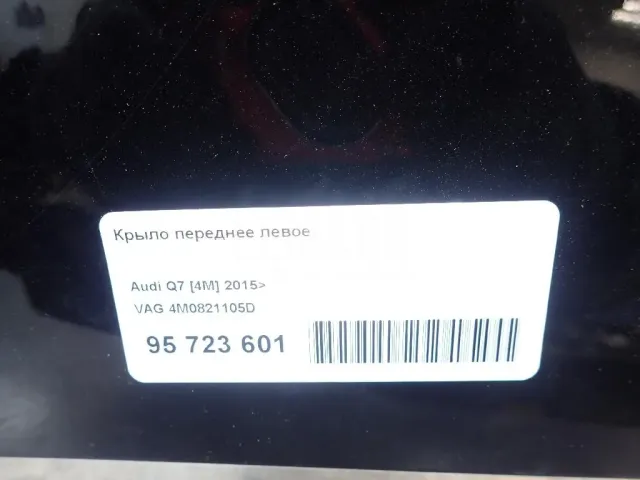 Крыло переднее левое
Audi Q7 [4M] 2015>
VAG 4M0821105D
95 723 601